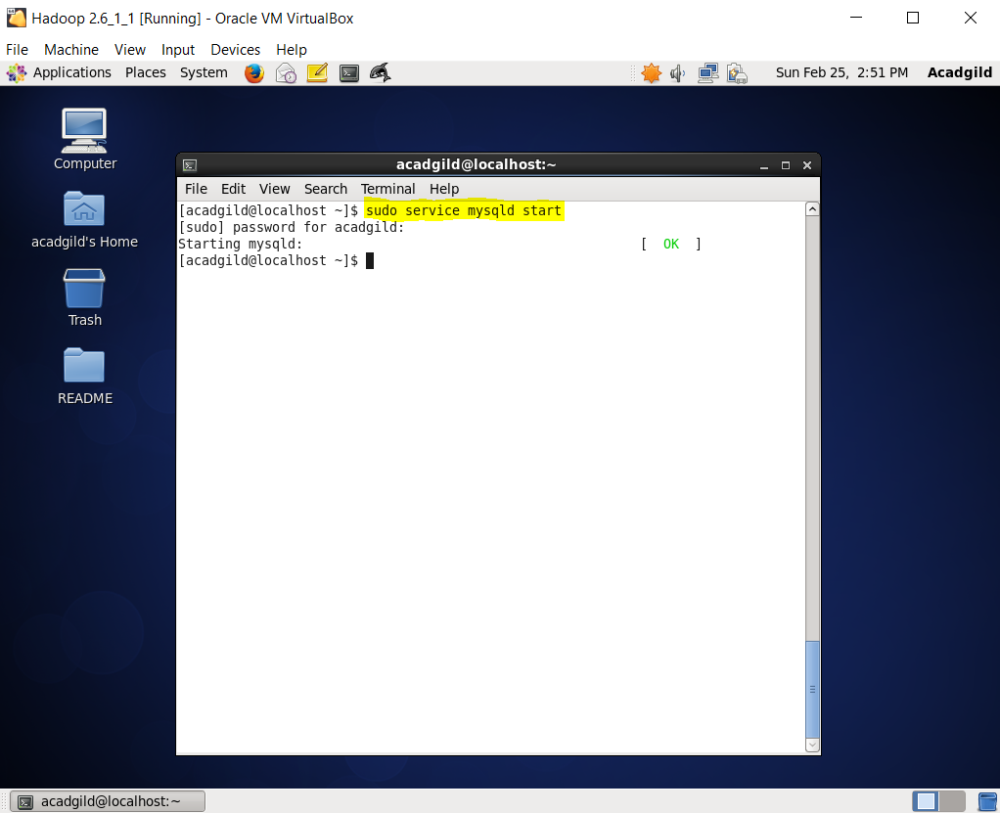 Hadoop 2.6_1_1 [Running] - Oracle VM VirtualBox
File Machine View Input Devices Help
Applications Places System Sun Feb 25, 2:51 PM Acadgild
Computer
acadgild's Home
Trash
README
acadgild@localhost:~
File Edit View Search Terminal Help
[acadgild@localhost ~]$ sudo service mysqld start
[sudo] password for acadgild:
Starting mysqld: [ OK ]
[acadgild@localhost ~]$
acadgild@localhost:~